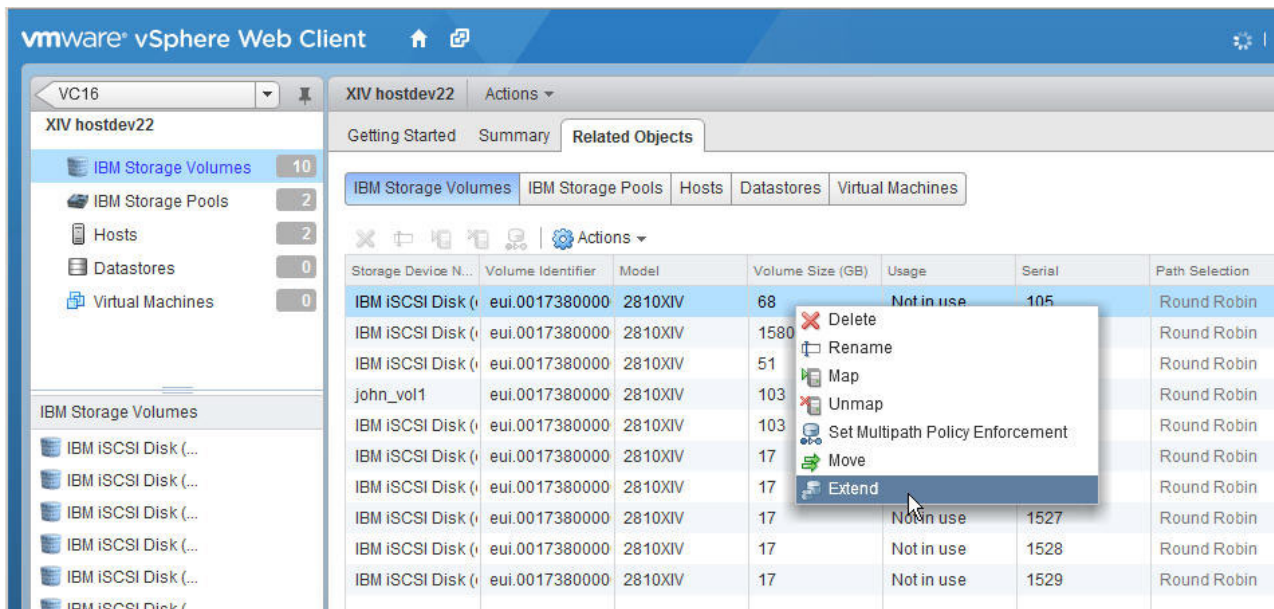 vmware® vSphere Web Client
VC16
XIV hostdev22
IBM Storage Volumes 10
IBM Storage Pools 2
Hosts 2
Datastores 0
Virtual Machines 0
IBM Storage Volumes
IBM iSCSI Disk (...
IBM iSCSI Disk (...
IBM iSCSI Disk (...
IBM iSCSI Disk (...
IBM iSCSI Disk (...
IBM iSCSI Disk (
XIV hostdev22 Actions
Getting Started Summary Related Objects
IBM Storage Volumes IBM Storage Pools Hosts Datastores Virtual Machines
Actions
Storage Device N... Volume Identifier Model Volume Size (GB) Usage Serial Path Selection
IBM iSCSI Disk ( eui.0017380000 2810XIV 68 Not in use 105 Round Robin
IBM iSCSI Disk ( eui.0017380000 2810XIV 1580 Round Robin
IBM iSCSI Disk ( eui.0017380000 2810XIV 51 Round Robin
john_vol1 eui.0017380000 2810XIV 103 Round Robin
IBM iSCSI Disk ( eui.0017380000 2810XIV 103 Round Robin
IBM iSCSI Disk ( eui.0017380000 2810XIV 17 Round Robin
IBM iSCSI Disk ( eui.0017380000 2810XIV 17 Round Robin
IBM iSCSI Disk ( eui.0017380000 2810XIV 17 Not in use 1527 Round Robin
IBM iSCSI Disk ( eui.0017380000 2810XIV 17 Not in use 1528 Round Robin
IBM iSCSI Disk ( eui.0017380000 2810XIV 17 Not in use 1529 Round Robin
Delete
Rename
Map
Unmap
Set Multipath Policy Enforcement
Move
Extend